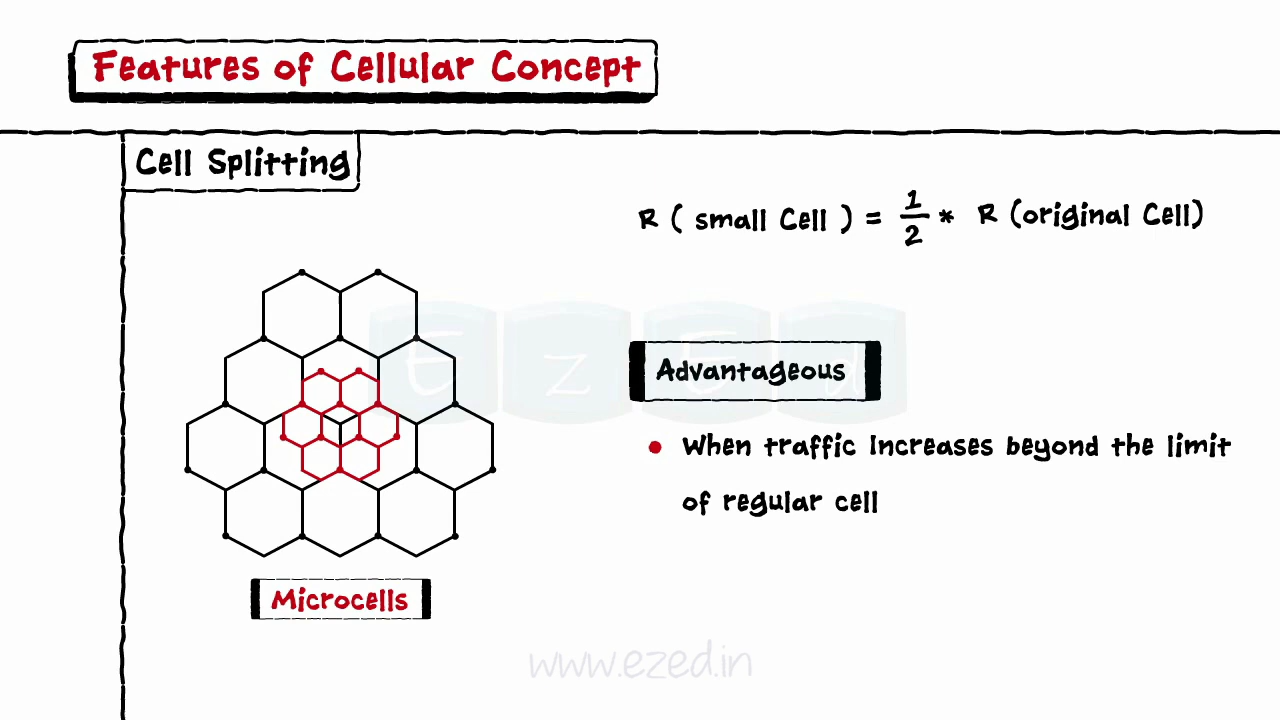 Features of Cellular Concept
Cell Splitting
R ( small Cell ) = 1/2 * R (original Cell)
EzEd
Advantageous
• When traffic Increases beyond the limit
of regular cell
Microcells
www.ezed.in